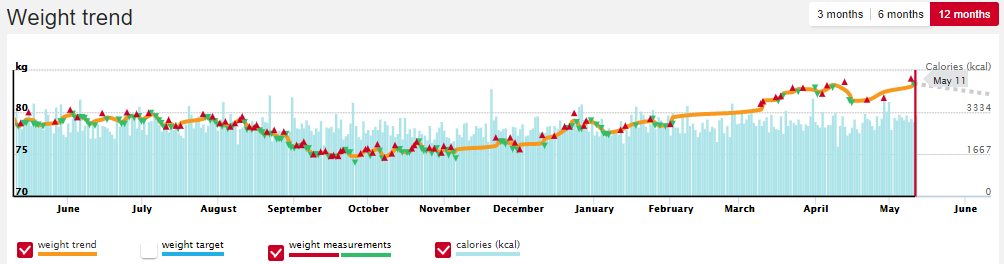 Weight trend
3 months 6 months 12 months
kg Calories (kcal)
May 11
80 3334
75 1667
70 0
June July August September October November December January February March April May June
weight trend weight target weight measurements calories (kcal)